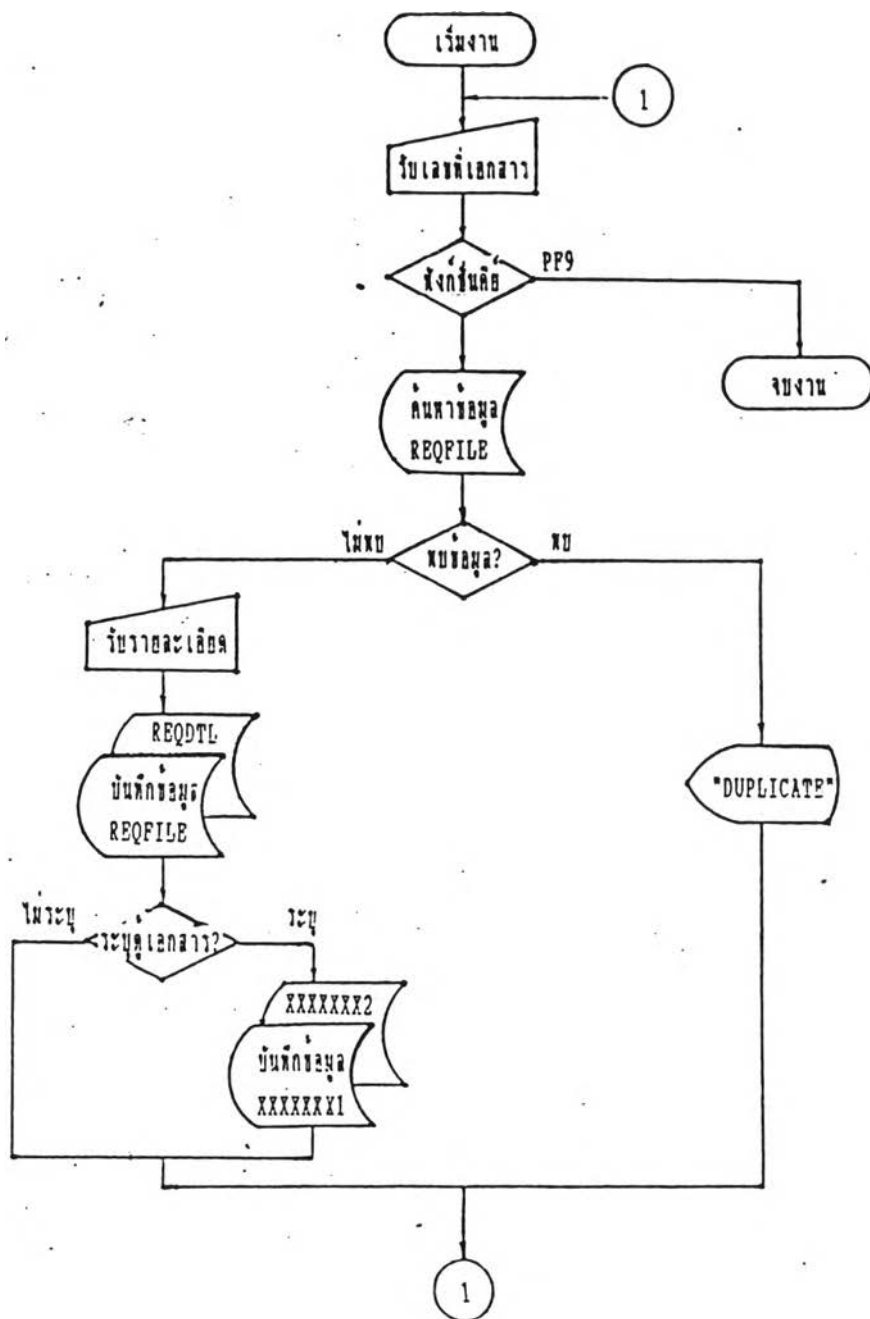 เริ่มงาน
1
รับเลขที่เอกสาร
ฟังก์ชั่นคีย์
PF9
จบงาน
ค้นหาข้อมูล
REQFILE
ไม่พบ
พบข้อมูล?
พบ
รับรายละเอียด
REQDTL
บันทึกข้อมูล
REQFILE
"DUPLICATE"
ไม่ระบุ
ระบุตู้เอกสาร?
ระบุ
XXXXXXX2
บันทึกข้อมูล
XXXXXXX1
1